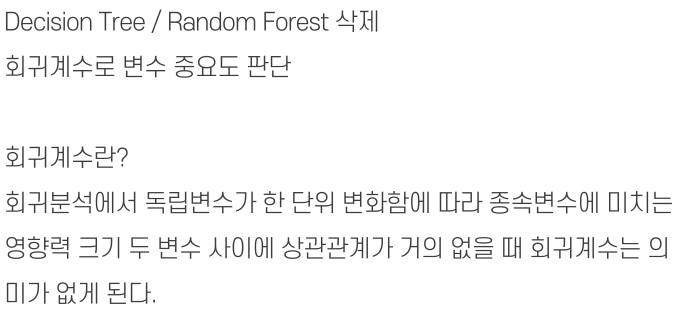 Decision Tree / Random Forest 삭제
회귀계수로 변수 중요도 판단
회귀계수란?
회귀분석에서 독립변수가 한 단위 변화함에 따라 종속변수에 미치는
영향력 크기 두 변수 사이에 상관관계가 거의 없을 때 회귀계수는 의
미가 없게 된다.